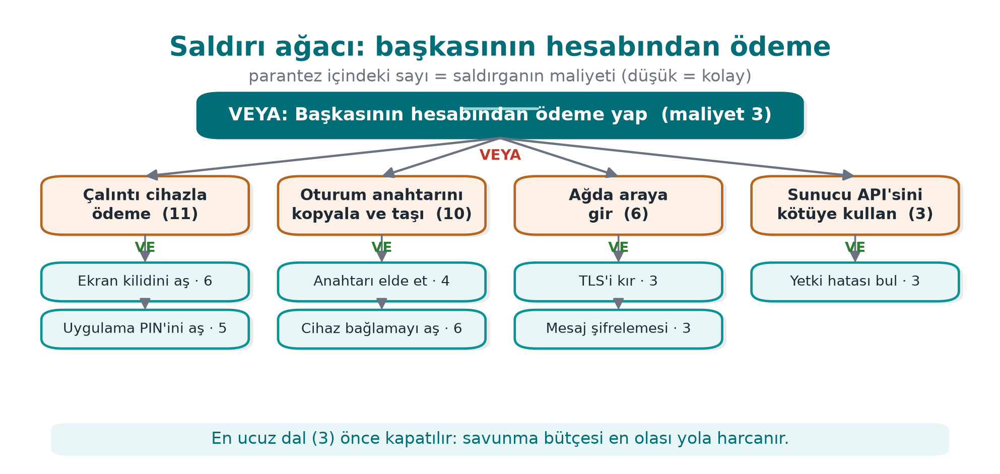 Saldırı ağacı: başkasının hesabından ödeme
parantez içindeki sayı = saldırganın maliyeti (düşük = kolay)
VEYA: Başkasının hesabından ödeme yap (maliyet 3)
VEYA
Çalıntı cihazla
ödeme (11)
VE
Ekran kilidini aş · 6
Uygulama PIN'ini aş · 5
Oturum anahtarını
kopyala ve taşı (10)
VE
Anahtarı elde et · 4
Cihaz bağlamayı aş · 6
Ağda araya
gir (6)
VE
TLS'i kır · 3
Mesaj şifrelemesi · 3
Sunucu API'sini
kötüye kullan (3)
VE
Yetki hatası bul · 3
En ucuz dal (3) önce kapatılır: savunma bütçesi en olası yola harcanır.